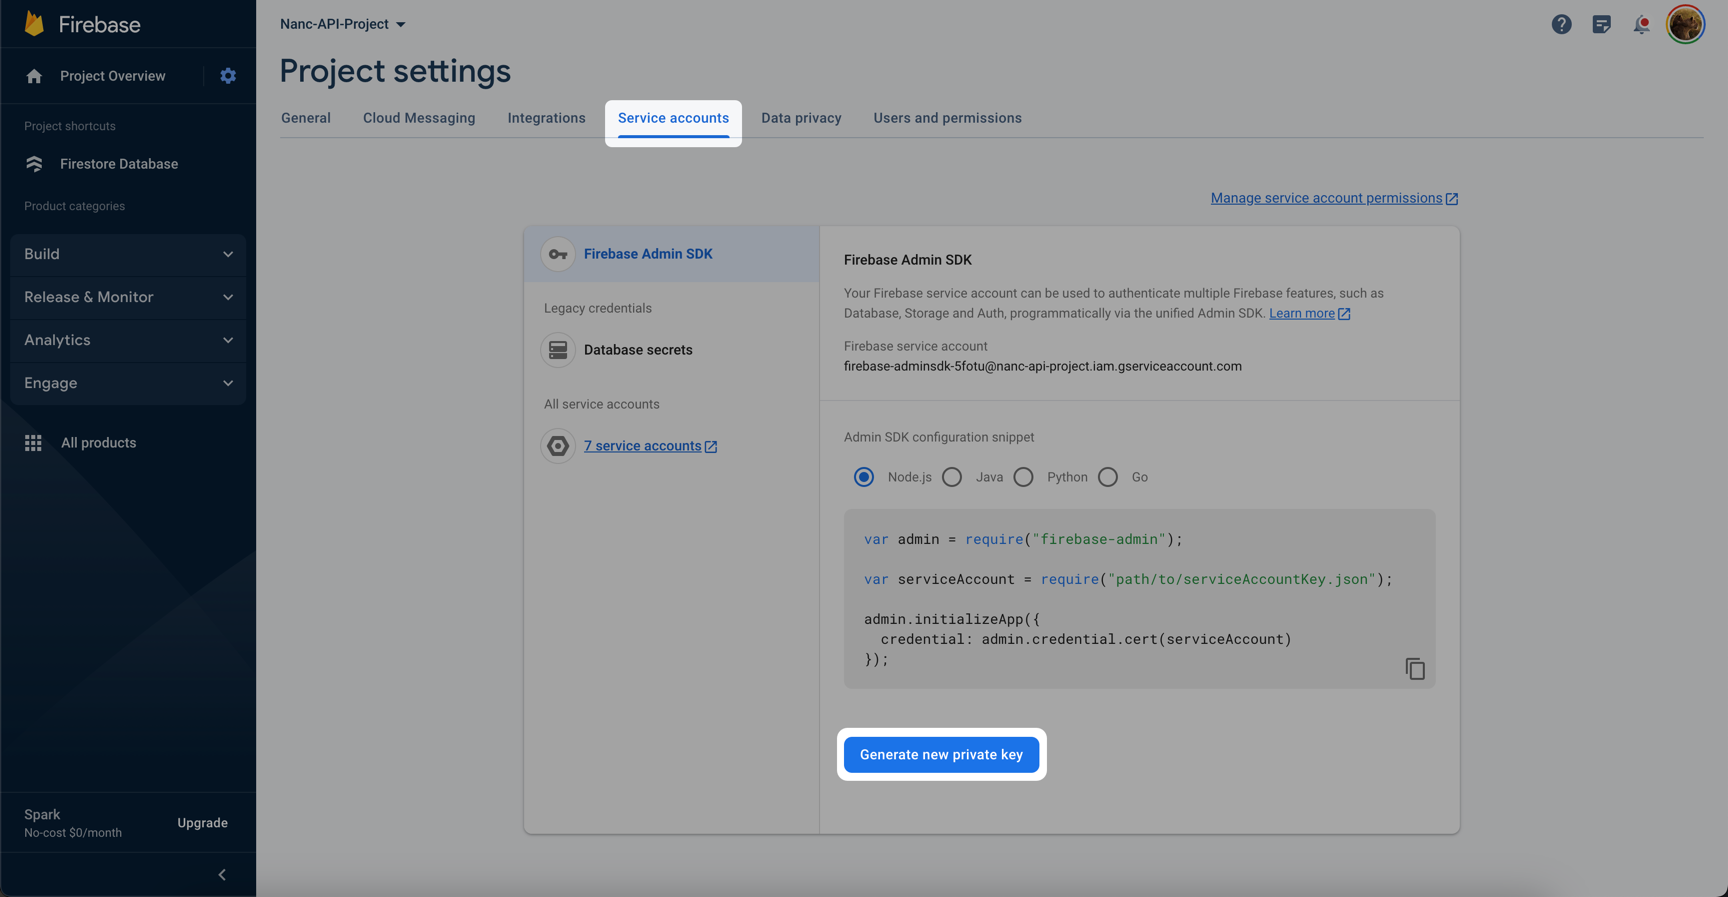 Firebase
Project Overview
Project shortcuts
Firestore Database
Product categories
Build
Release & Monitor
Analytics
Engage
All products
Spark
No-cost $0/month
Upgrade
Nanc-API-Project
Project settings
General
Cloud Messaging
Integrations
Service accounts
Data privacy
Users and permissions
Manage service account permissions
Firebase Admin SDK
Legacy credentials
Database secrets
All service accounts
7 service accounts
Firebase Admin SDK
Your Firebase service account can be used to authenticate multiple Firebase features, such as
Database, Storage and Auth, programmatically via the unified Admin SDK. Learn more
Firebase service account
firebase-adminsdk-5fotu@nanc-api-project.iam.gserviceaccount.com
Admin SDK configuration snippet
Node.js
Java
Python
Go
var admin = require("firebase-admin");
var serviceAccount = require("path/to/serviceAccountKey.json");
admin.initializeApp({
  credential: admin.credential.cert(serviceAccount)
});
Generate new private key